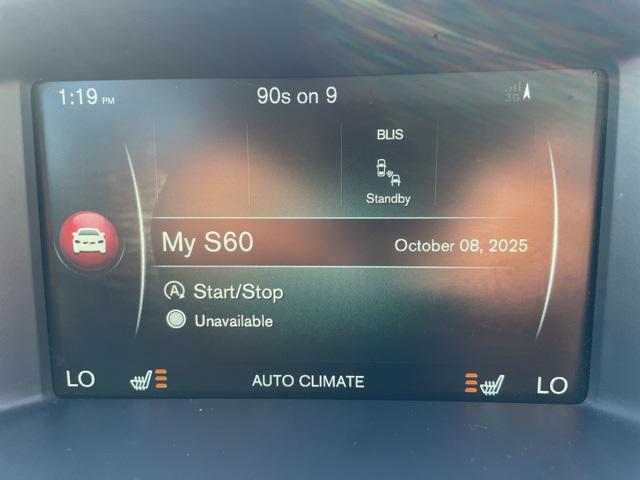 1:19 PM 90s on 9 3G
BLIS
Standby
My S60 October 08, 2025
A Start/Stop
Unavailable
LO AUTO CLIMATE LO